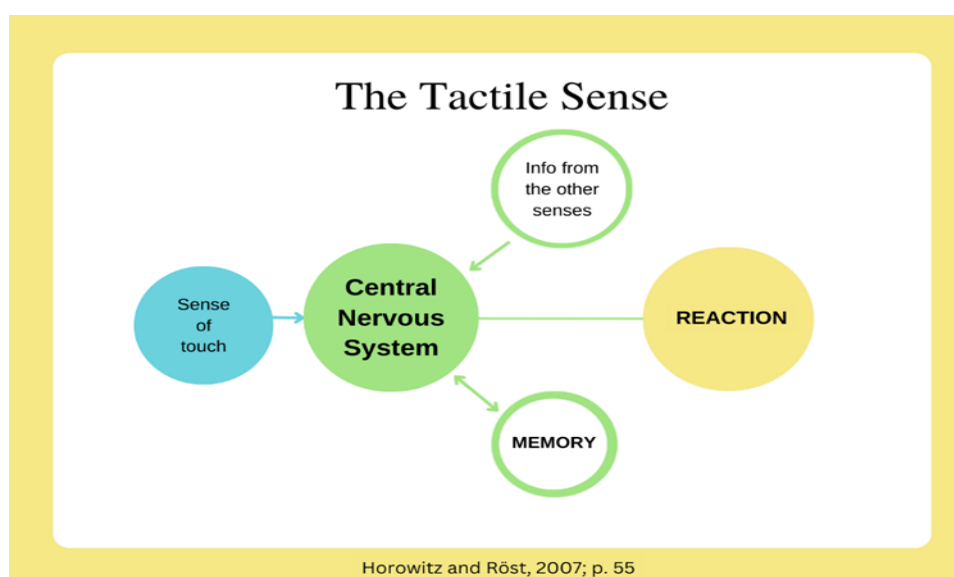 The Tactile Sense
Info from
the other
senses
Sense
of
touch
Central
Nervous
System
REACTION
MEMORY
Horowitz and Röst, 2007; p. 55